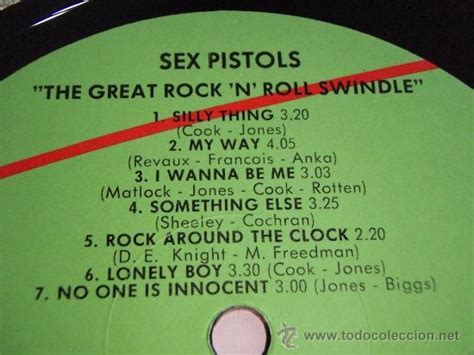 SEX PISTOLS
"THE GREAT ROCK 'N' ROLL SWINDLE"
1. SILLY THING 3.20
(Cook - Jones)
2. MY WAY 4.05
(Revaux - Francois - Anka)
3. I WANNA BE ME 3.03
(Matlock - Jones - Cook - Rotten)
4. SOMETHING ELSE 3.25
(Sheeley - Cochran)
5. ROCK AROUND THE CLOCK 2.20
(D. E. Knight - M. Freedman)
6. LONELY BOY 3.30 (Cook - Jones)
7. NO ONE IS INNOCENT 3.00 (Jones - Biggs)
www.todocoleccion.net